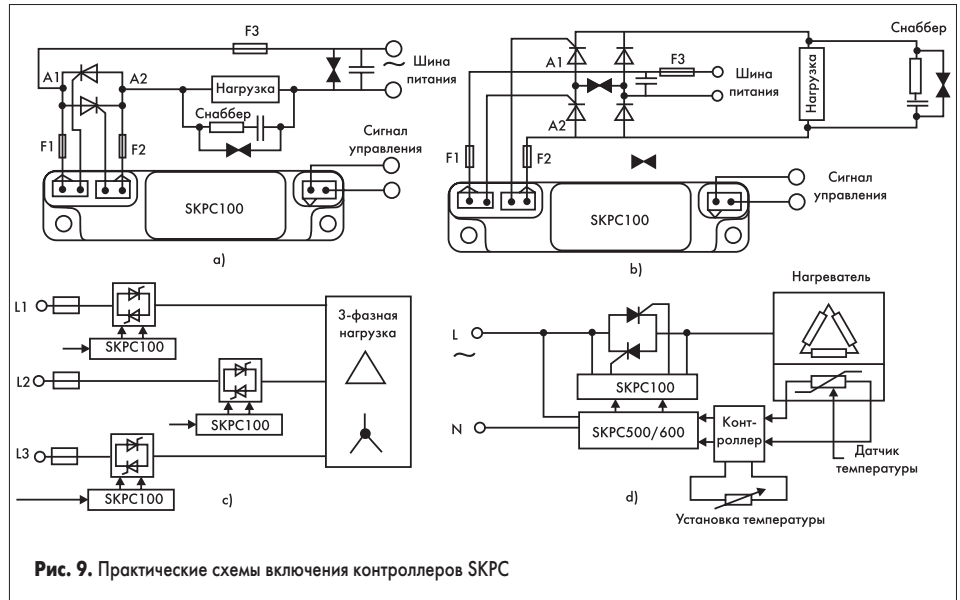 F3
A1
A2
Шина
питания
Нагрузка
Снаббер
F1
F2
Сигнал
управления
SKPC100
a)
Снаббер
A1
F3
Шина
питания
Нагрузка
A2
F1
F2
Сигнал
управления
SKPC100
b)
L1
SKPC100
L2
SKPC100
L3
SKPC100
3-фазная
нагрузка
c)
Нагреватель
L
SKPC100
N
SKPC500/600
Конт-
роллер
Датчик
температуры
d)
Установка температуры
Рис. 9. Практические схемы включения контроллеров SKPC